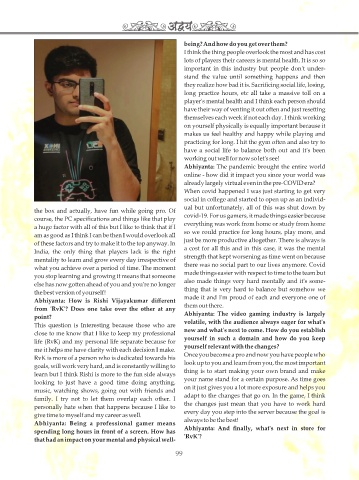 अद्वय
the box and actually, have fun while going pro. Of
course, the PC specifications and things like that play
a huge factor with all of this but I like to think that if I
am as good as I think I can be then I would overlook all
of these factors and try to make it to the top anyway. In
India, the only thing that players lack is the right
mentality to learn and grow every day irrespective of
what you achieve over a period of time. The moment
you stop learning and growing it means that someone
else has now gotten ahead of you and you're no longer
the best version of yourself!
Abhiyanta: How is Rishi Vijayakumar different
from 'RvK'? Does one take over the other at any
point?
This question is interesting because those who are
close to me know that I like to keep my professional
life (RvK) and my personal life separate because for
me it helps me have clarity with each decision I make.
RvK is more of a person who is dedicated towards his
goals, will work very hard, and is constantly willing to
learn but I think Rishi is more to the fun side always
looking to just have a good time doing anything,
music, watching shows, going out with friends and
family. I try not to let them overlap each other. I
personally hate when that happens because I like to
give time to myself and my career as well.
Abhiyanta: Being a professional gamer means
spending long hours in front of a screen. How has
that had an impact on your mental and physical well-
being? And how do you get over them?
I think the thing people overlook the most and has cost
lots of players their careers is mental health. It is so so
important in this industry but people don't under-
stand the value until something happens and then
they realize how bad it is. Sacrificing social life, losing,
long practice hours, etc all take a massive toll on a
player's mental health and I think each person should
have their way of venting it out often and just resetting
themselves each week if not each day. I think working
on yourself physically is equally important because it
makes us feel healthy and happy while playing and
practicing for long. I hit the gym often and also try to
have a social life to balance both out and it's been
working out well for now so let's see!
Abhiyanta: The pandemic brought the entire world
online - how did it impact you since your world was
already largely virtual even in the pre-COVID era?
When covid happened I was just starting to get very
social in college and started to open up as an individ-
ual but unfortunately, all of this was shut down by
covid-19. For us gamers, it made things easier because
everything was work from home or study from home
so we could practice for long hours, play more, and
just be more productive altogether. There is always is
a cost for all this and in this case, it was the mental
strength that kept worsening as time went on because
there was no social part to our lives anymore. Covid
made things easier with respect to time to the team but
also made things very hard mentally and it's some-
thing that is very hard to balance but somehow we
made it and I'm proud of each and everyone one of
them out there.
Abhiyanta: The video gaming industry is largely
volatile, with the audience always eager for what's
new and what's next to come. How do you establish
yourself in such a domain and how do you keep
yourself relevant with the changes?
Once you become a pro and now you have people who
look up to you and learn from you, the most important
thing is to start making your own brand and make
your name stand for a certain purpose. As time goes
on it just gives you a lot more exposure and helps you
adapt to the changes that go on. In the game, I think
the changes just mean that you have to work hard
every day you step into the server because the goal is
always to be the best!
Abhiyanta: And finally, what's next in store for
'RvK'?
99